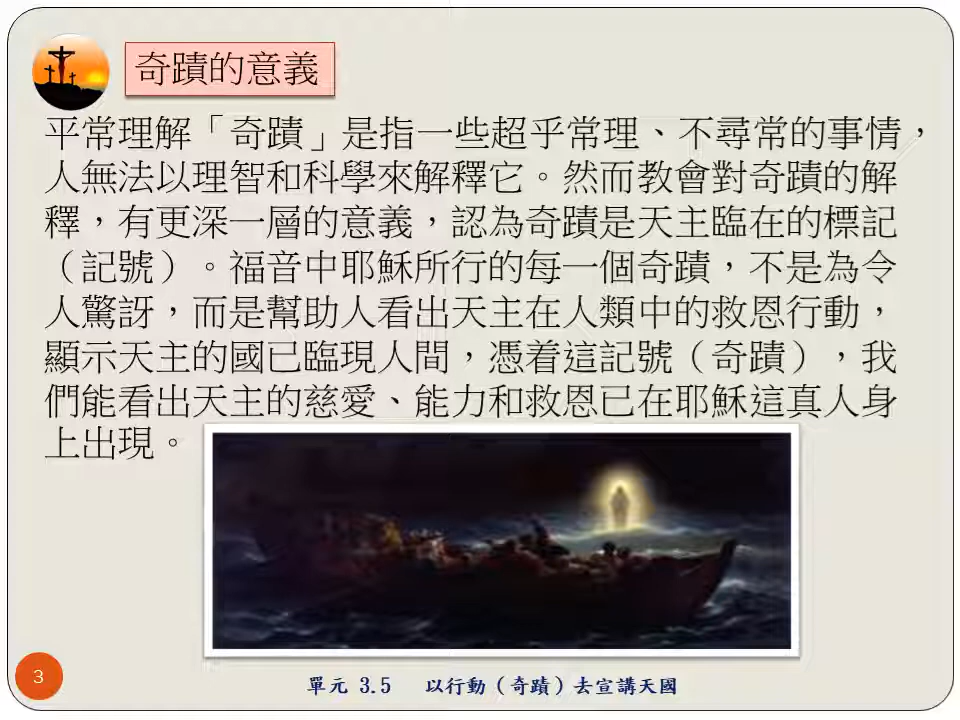 奇蹟的意義
平常理解「奇蹟」是指一些超乎常理、不尋常的事情，
人無法以理智和科學來解釋它。然而教會對奇蹟的解
釋，有更深一層的意義，認為奇蹟是天主臨在的標記
（記號）。福音中耶穌所行的每一個奇蹟，不是為令
人驚訝，而是幫助人看出天主在人類中的救恩行動，
顯示天主的國已臨現人間，憑着這記號（奇蹟），我
們能看出天主的慈愛、能力和救恩已在耶穌這真人身
上出現。
3
單元 3.5 以行動（奇蹟）去宣講天國